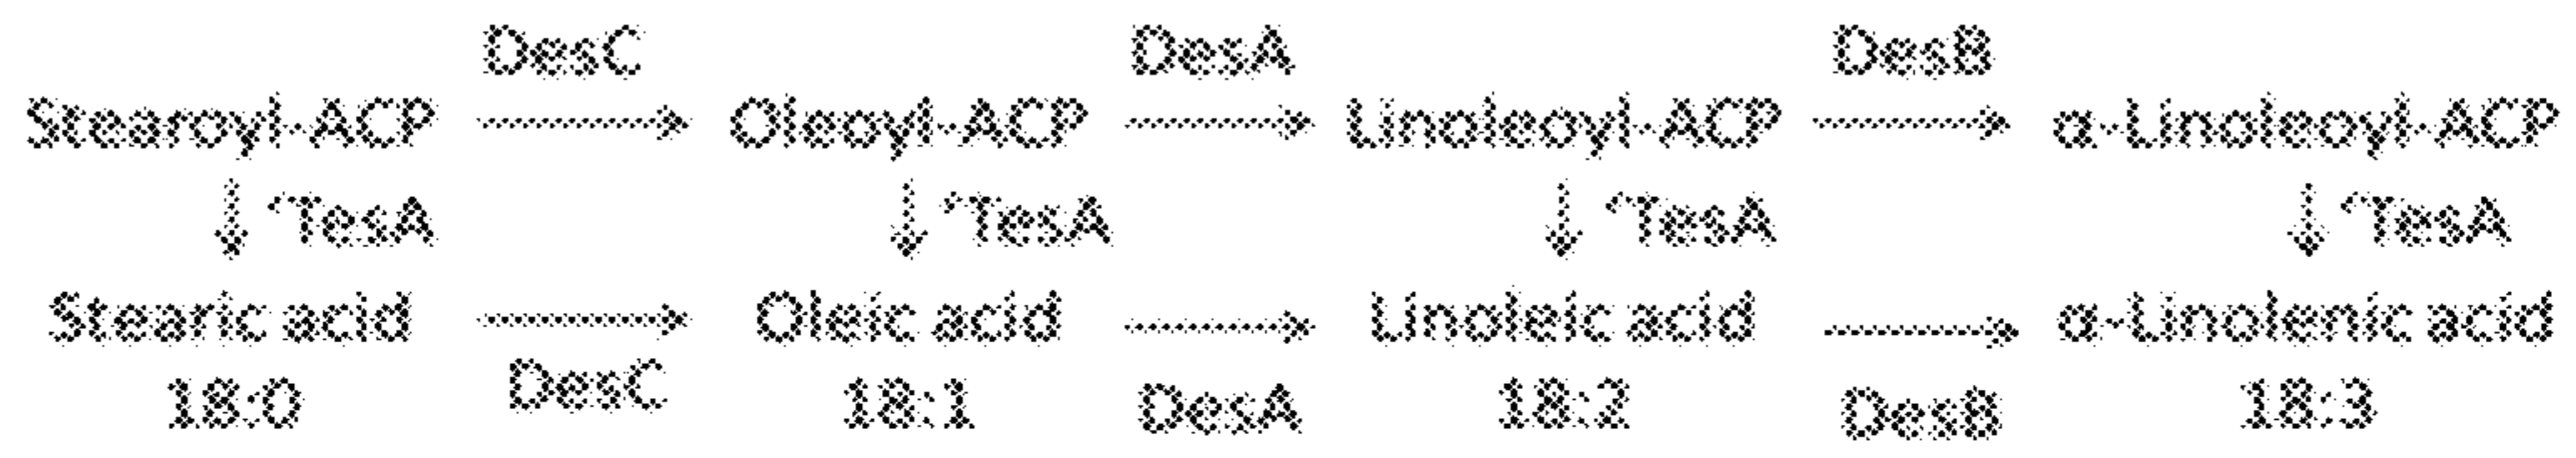 DesC DesA DesB
Stearoyl-ACP Oleoyl-ACP Linoleoyl-ACP α-Linoleoyl-ACP
'TesA 'TesA 'TesA 'TesA
Stearic acid Oleic acid Linoleic acid α-Linolenic acid
18:0 DesC 18:1 DesA 18:2 DesB 18:3